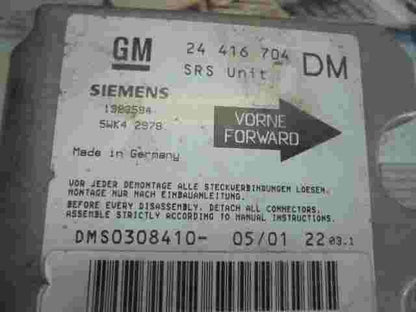 GM 24 416 704 DM
SRS Unit
SIEMENS
5WK4 2978
VORNE
FORWARD
Made in Germany
VOR JEDER DEMONTAGE ALLE STECKVERBINDUNGEN LOESEN.
MONTAGE NUR NACH EINBAUANLEITUNG.
BEFORE EVERY DISASSEMBLY. DETACH ALL CONNECTORS.
ASSEMBLE STRICTLY ACCORDING TO MANUAL INSTRUCTIONS.
DMS0308410- 05/01 22 03.1